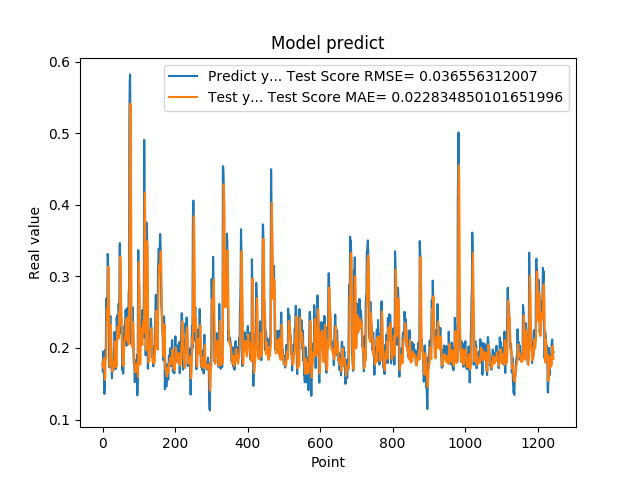 Model predict
Predict y... Test Score RMSE= 0.036556312007
Test y... Test Score MAE= 0.022834850101651996
0.6
0.5
0.4
0.3
0.2
0.1
Real value
0 200 400 600 800 1000 1200
Point